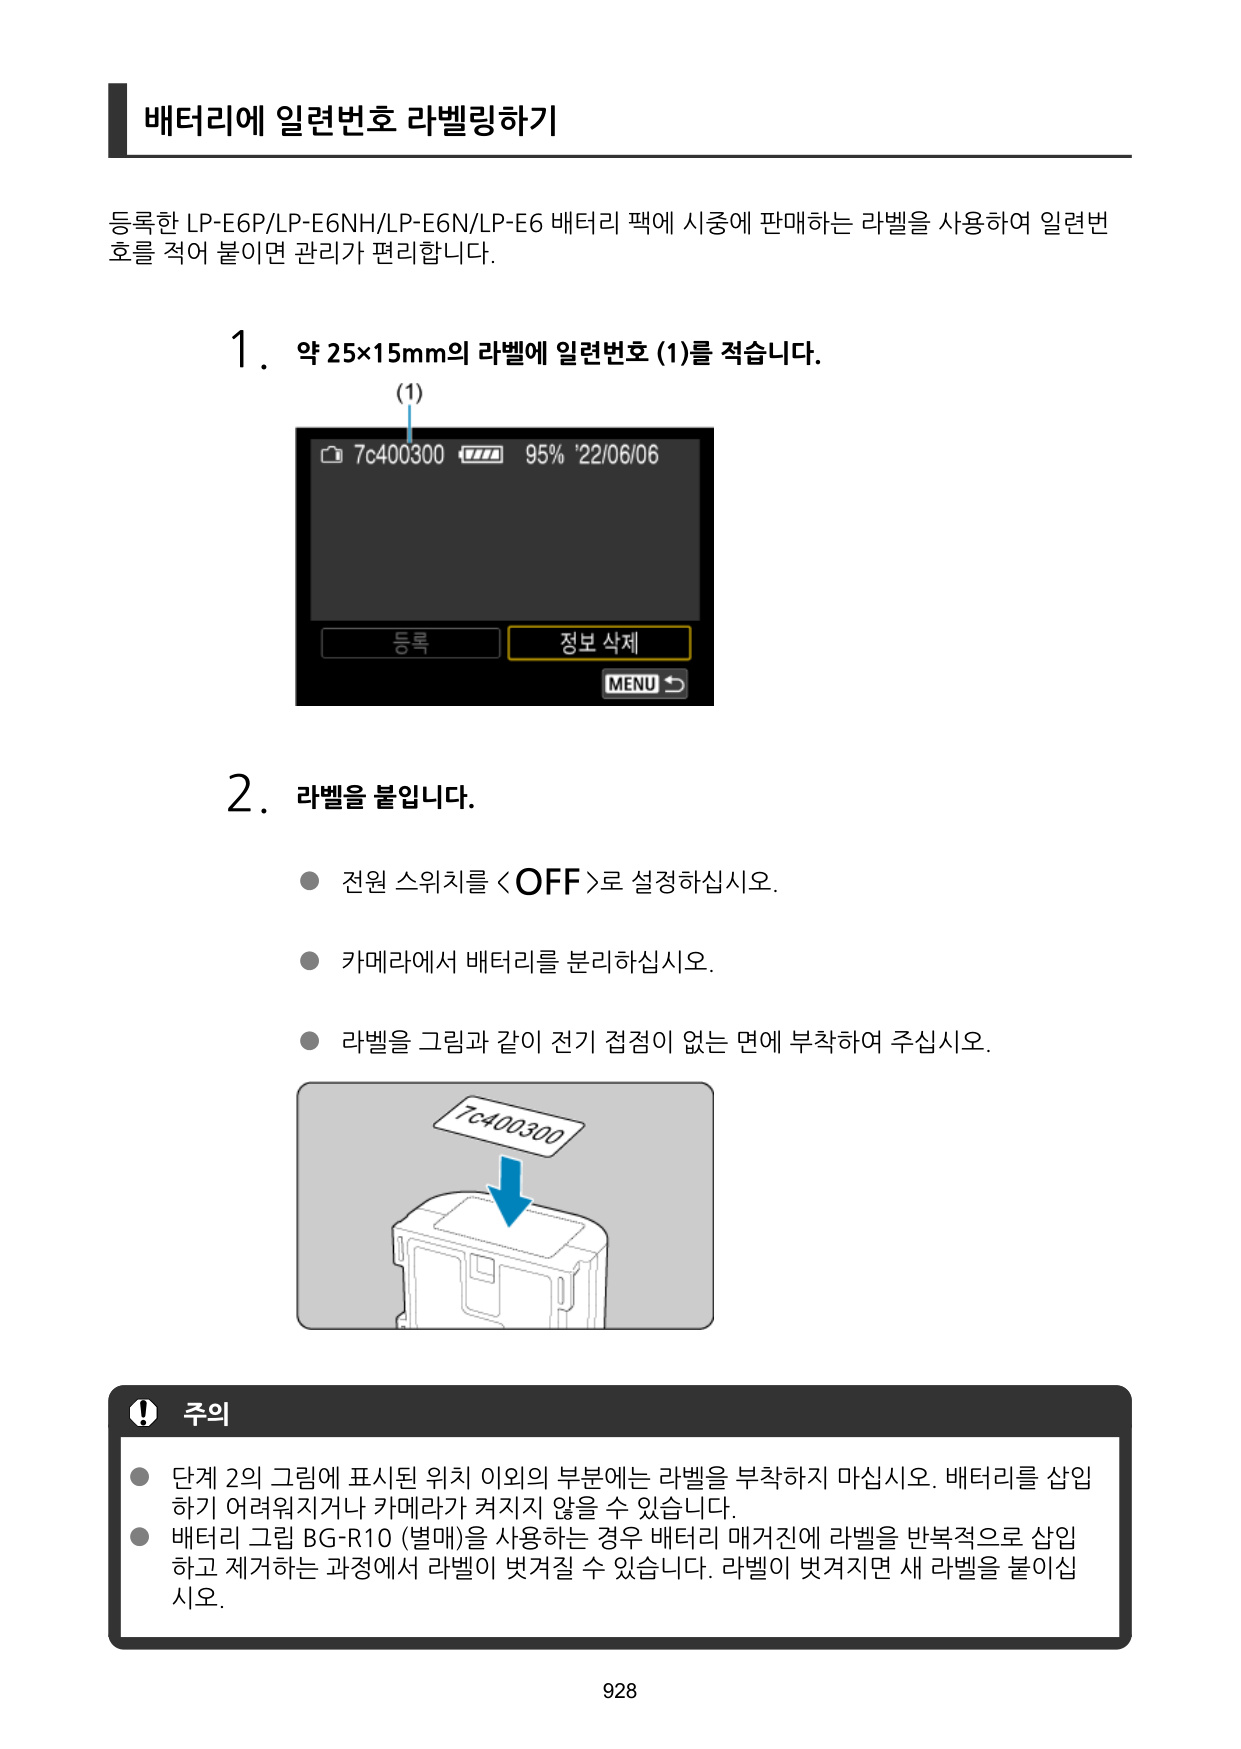 배터리에 일련번호 라벨링하기
등록한 LP-E6P/LP-E6NH/LP-E6N/LP-E6 배터리 팩에 시중에 판매하는 라벨을 사용하여 일련번
호를 적어 붙이면 관리가 편리합니다.
1. 약 25×15mm의 라벨에 일련번호 (1)를 적습니다.
(1)
7c400300 95% '22/06/06
등록 정보 삭제
MENU
2. 라벨을 붙입니다.
● 전원 스위치를 <OFF>로 설정하십시오.
● 카메라에서 배터리를 분리하십시오.
● 라벨을 그림과 같이 전기 접점이 없는 면에 부착하여 주십시오.
7c400300
주의
● 단계 2의 그림에 표시된 위치 이외의 부분에는 라벨을 부착하지 마십시오. 배터리를 삽입
하기 어려워지거나 카메라가 켜지지 않을 수 있습니다.
● 배터리 그립 BG-R10 (별매)을 사용하는 경우 배터리 매거진에 라벨을 반복적으로 삽입
하고 제거하는 과정에서 라벨이 벗겨질 수 있습니다. 라벨이 벗겨지면 새 라벨을 붙이십
시오.
928